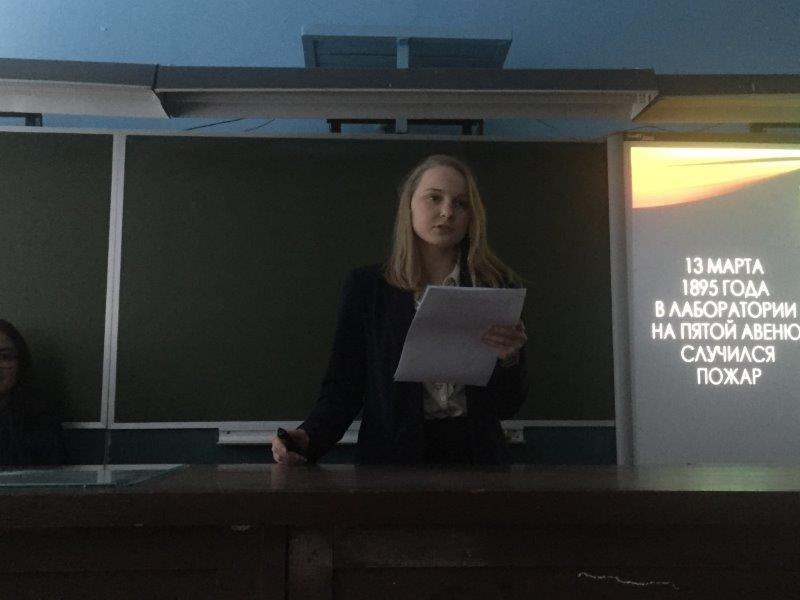 13 МАРТА
1895 ГОДА
В ЛАБОРАТОРИИ
НА ПЯТОЙ АВЕНЮ
СЛУЧИЛСЯ
ПОЖАР